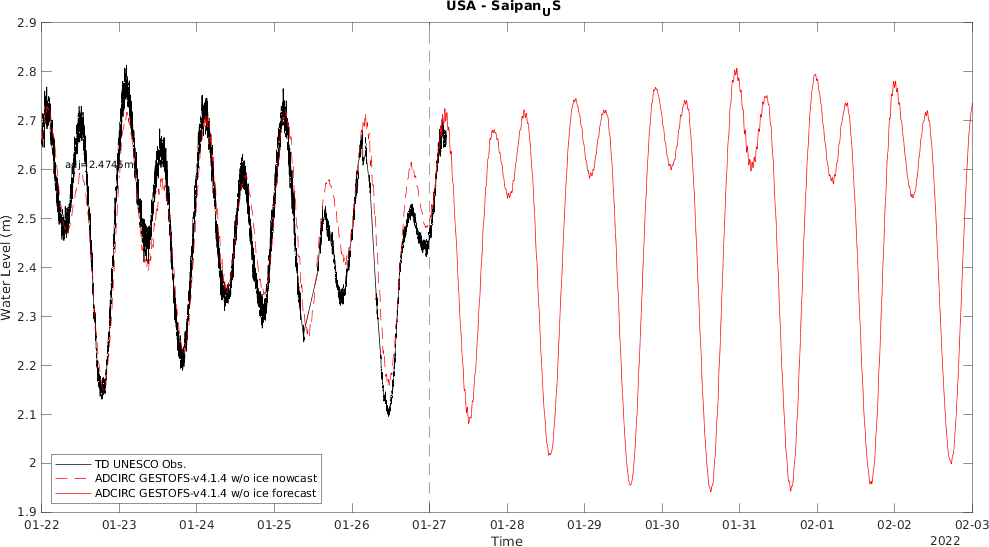 USA - Saipan_US
2.9
2.8
2.7
2.6
2.5
2.4
2.3
2.2
2.1
2
1.9
Water Level (m)
adj=2.4745m
TD UNESCO Obs.
ADCIRC GESTOFS-v4.1.4 w/o ice nowcast
ADCIRC GESTOFS-v4.1.4 w/o ice forecast
01-22 01-23 01-24 01-25 01-26 01-27 01-28 01-29 01-30 01-31 02-01 02-02 02-03
Time
2022